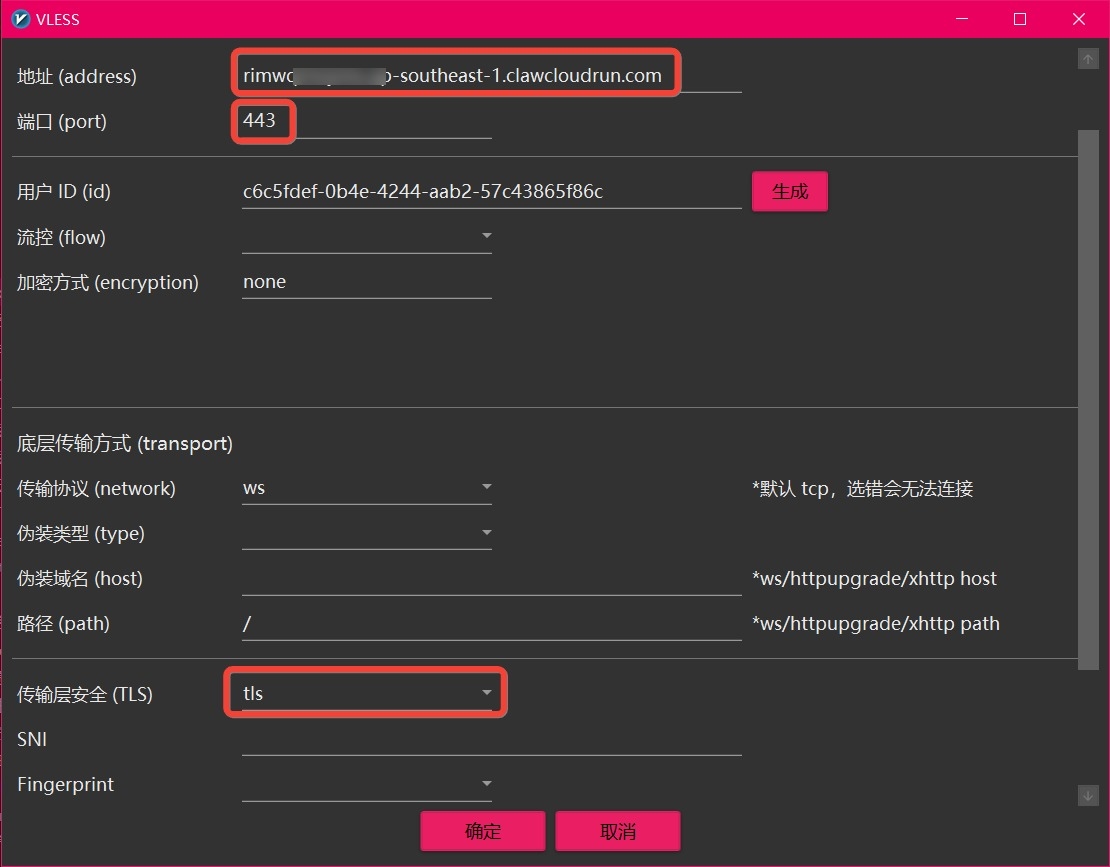 VLESS
地址 (address) rimw -southeast-1.clawcloudrun.com
端口 (port) 443
用户 ID (id) c6c5fdef-0b4e-4244-aab2-57c43865f86c 生成
流控 (flow)
加密方式 (encryption) none
底层传输方式 (transport)
传输协议 (network) ws *默认 tcp，选错会无法连接
伪装类型 (type)
伪装域名 (host) *ws/httpupgrade/xhttp host
路径 (path) / *ws/httpupgrade/xhttp path
传输层安全 (TLS) tls
SNI
Fingerprint
确定 取消